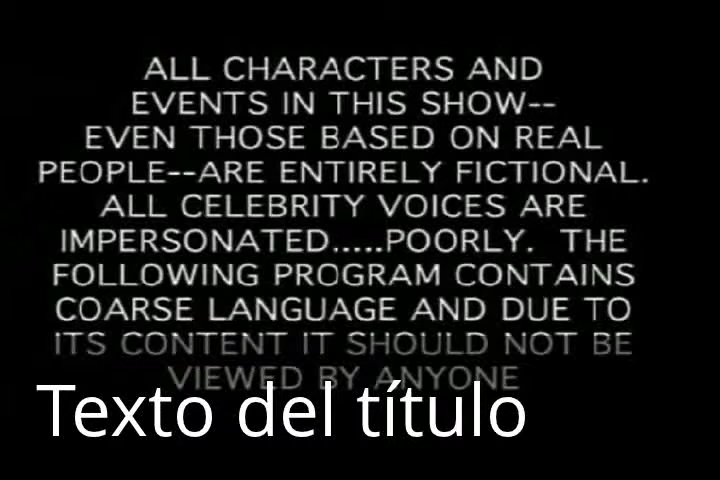 ALL CHARACTERS AND
EVENTS IN THIS SHOW--
EVEN THOSE BASED ON REAL
PEOPLE--ARE ENTIRELY FICTIONAL.
ALL CELEBRITY VOICES ARE
IMPERSONATED.....POORLY. THE
FOLLOWING PROGRAM CONTAINS
COARSE LANGUAGE AND DUE TO
ITS CONTENT IT SHOULD NOT BE
VIEWED BY ANYONE
Texto del título